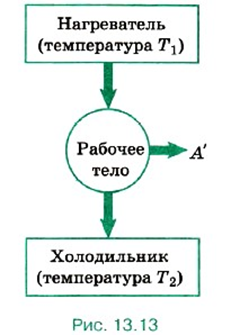 Нагреватель
(температура T₁)
Рабочее
тело
A′
Холодильник
(температура T₂)
Рис. 13.13